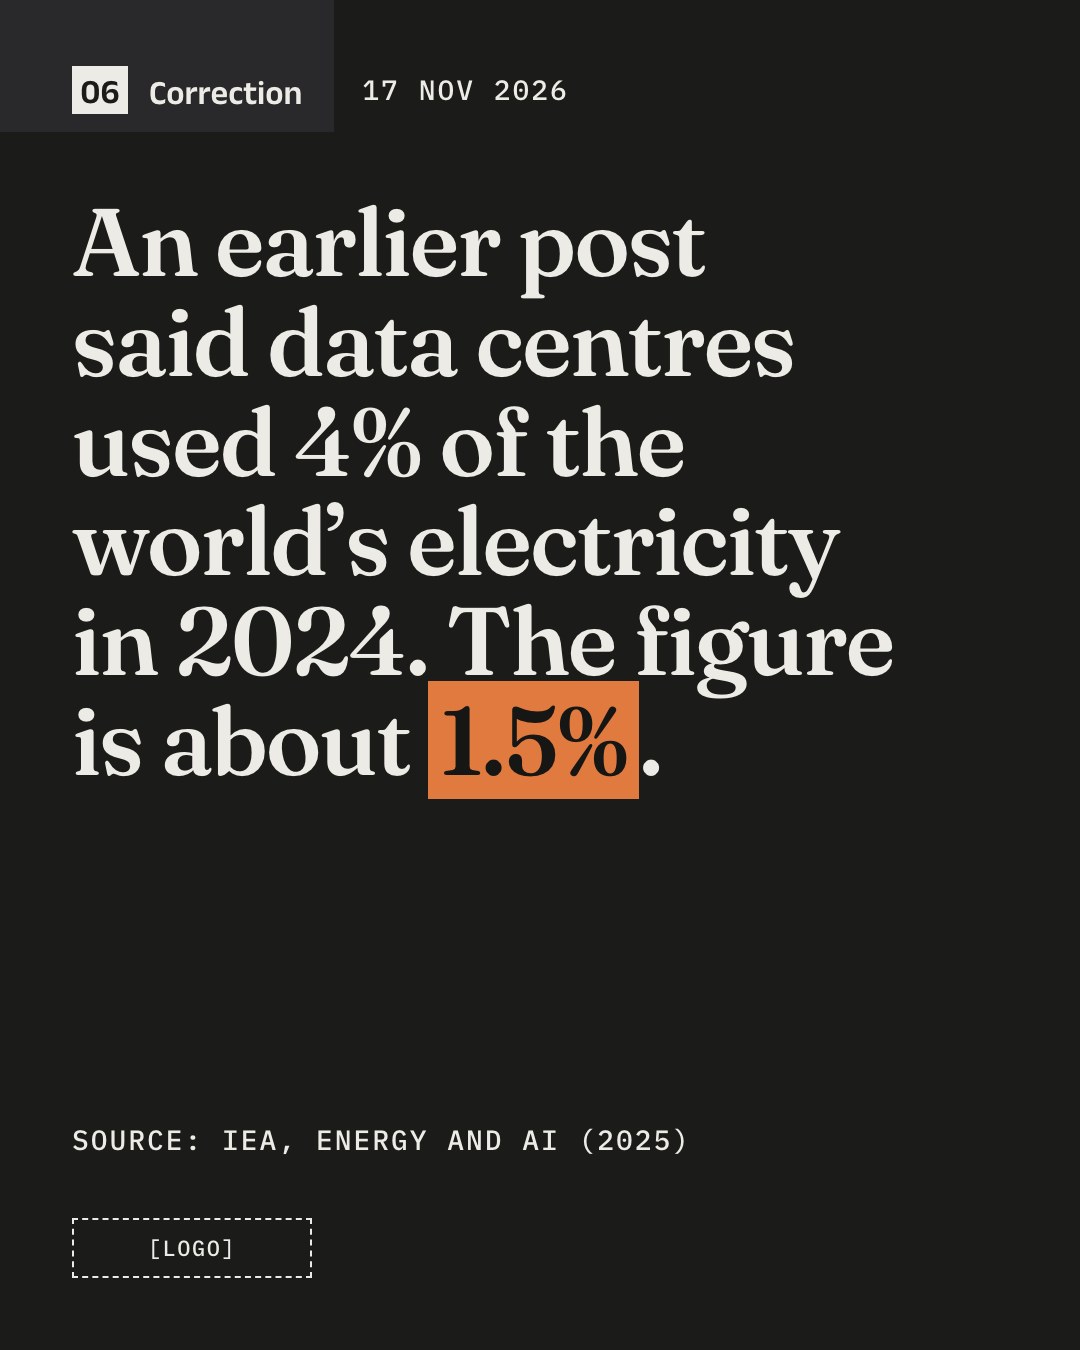 06 Correction 17 NOV 2026
An earlier post
said data centres
used 4% of the
world’s electricity
in 2024. The figure
is about 1.5%.
SOURCE: IEA, ENERGY AND AI (2025)
[LOGO]